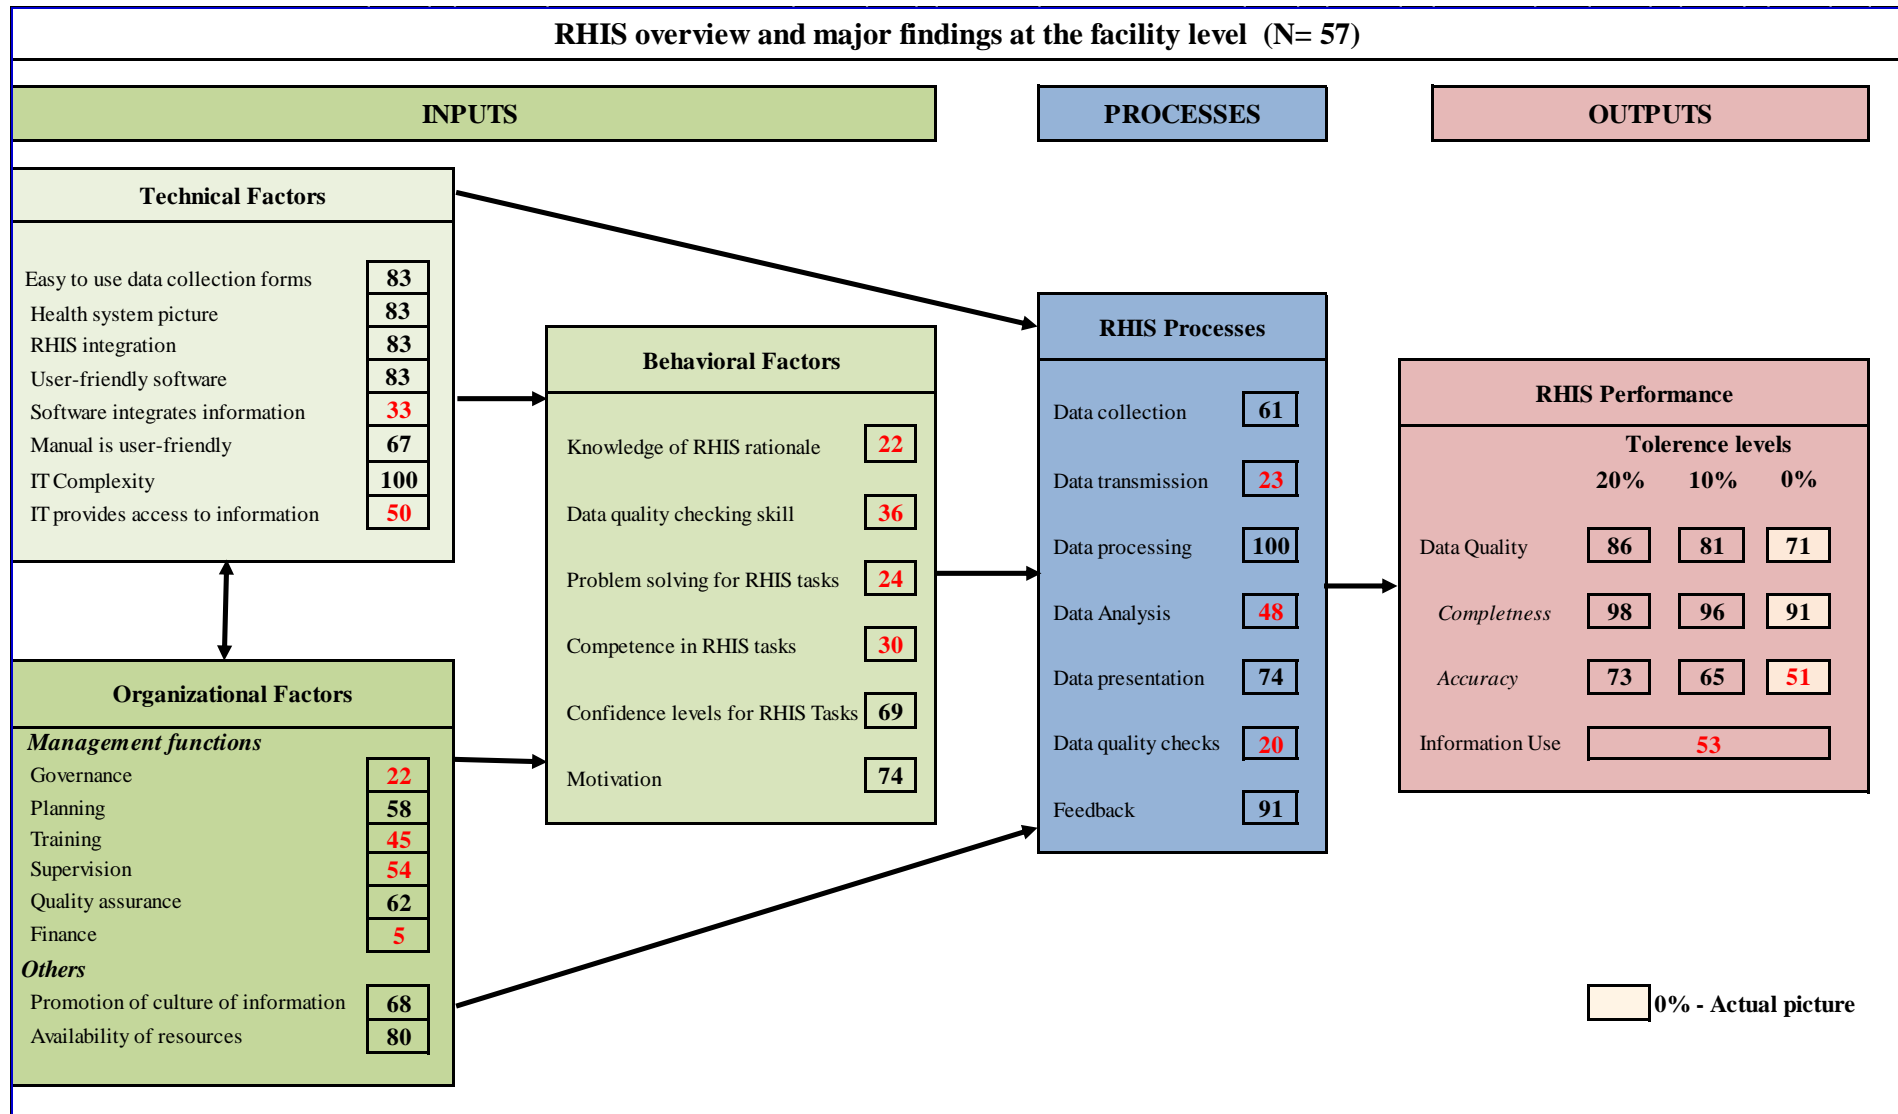 RHIS overview and major findings at the facility level (N= 57)
INPUTS
PROCESSES
OUTPUTS
Technical Factors
Easy to use data collection forms 83
Health system picture 83
RHIS integration 83
User-friendly software 83
Software integrates information 33
Manual is user-friendly 67
IT Complexity 100
IT provides access to information 50
Organizational Factors
Management functions
Governance 22
Planning 58
Training 45
Supervision 54
Quality assurance 62
Finance 5
Others
Promotion of culture of information 68
Availability of resources 80
Behavioral Factors
Knowledge of RHIS rationale 22
Data quality checking skill 36
Problem solving for RHIS tasks 24
Competence in RHIS tasks 30
Confidence levels for RHIS Tasks 69
Motivation 74
RHIS Processes
Data collection 61
Data transmission 23
Data processing 100
Data Analysis 48
Data presentation 74
Data quality checks 20
Feedback 91
RHIS Performance
Tolerence levels
20% 10% 0%
Data Quality 86 81 71
Completness 98 96 91
Accuracy 73 65 51
Information Use 53
0% - Actual picture